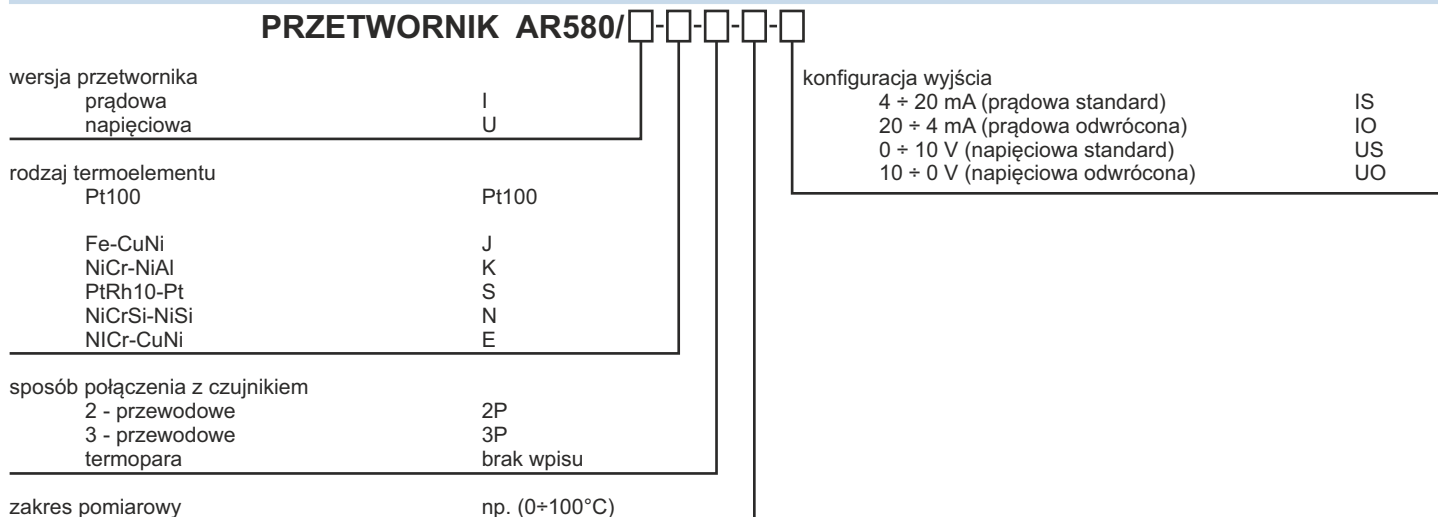 PRZETWORNIK AR580/□-□-□-□-□
wersja przetwornika
prądowa I
napięciowa U
rodzaj termoelementu
Pt100 Pt100
Fe-CuNi J
NiCr-NiAl K
PtRh10-Pt S
NiCrSi-NiSi N
NICr-CuNi E
sposób połączenia z czujnikiem
2 - przewodowe 2P
3 - przewodowe 3P
termopara brak wpisu
zakres pomiarowy np. (0÷100°C)
konfiguracja wyjścia
4 ÷ 20 mA (prądowa standard) IS
20 ÷ 4 mA (prądowa odwrócona) IO
0 ÷ 10 V (napięciowa standard) US
10 ÷ 0 V (napięciowa odwrócona) UO